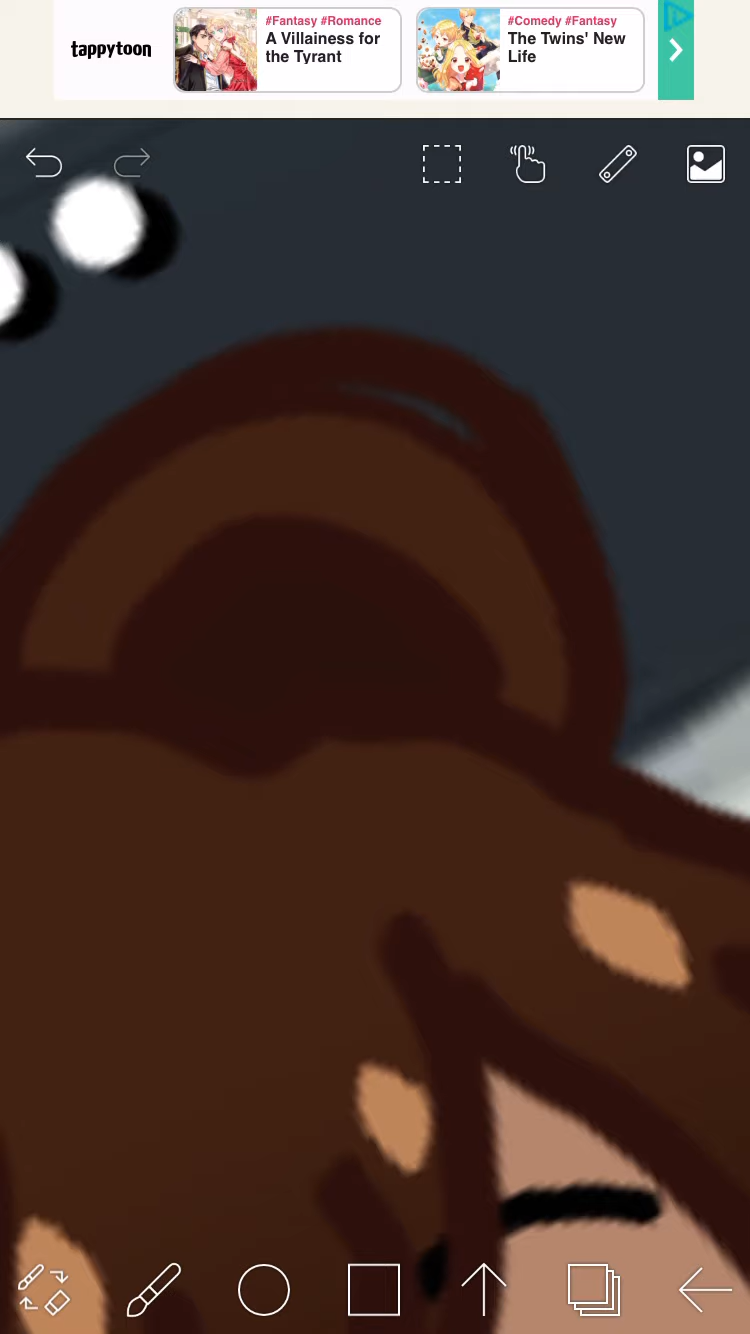 tappytoon
#Fantasy #Romance
A Villainess for
the Tyrant
#Comedy #Fantasy
The Twins' New
Life